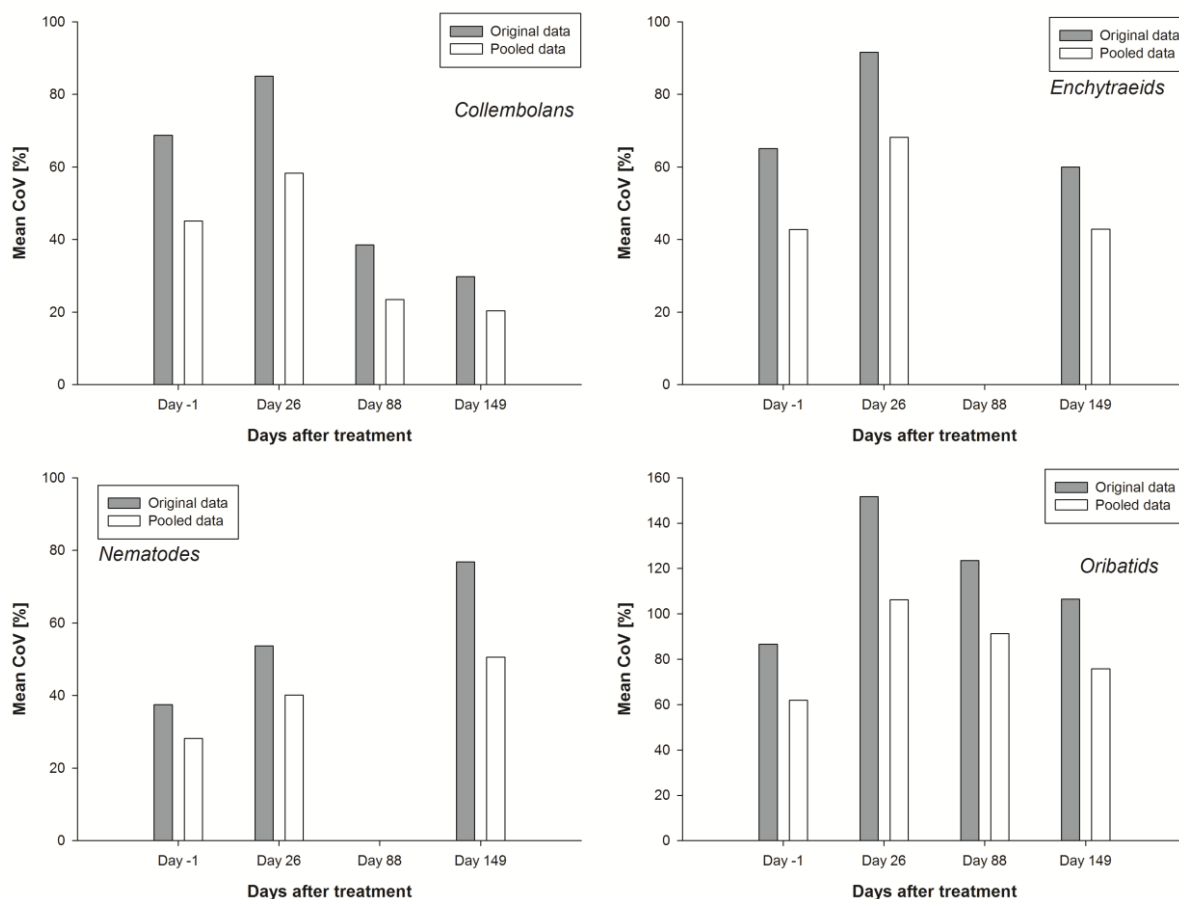 100
80
60
40
20
0
Mean CoV [%]
Original data
Pooled data
Collembolans
Day -1 Day 26 Day 88 Day 149
Days after treatment
100
80
60
40
20
0
Mean CoV [%]
Original data
Pooled data
Enchytraeids
Day -1 Day 26 Day 88 Day 149
Days after treatment
100
80
60
40
20
0
Mean CoV [%]
Original data
Pooled data
Nematodes
Day -1 Day 26 Day 88 Day 149
Days after treatment
160
140
120
100
80
60
40
20
0
Mean CoV [%]
Original data
Pooled data
Oribatids
Day -1 Day 26 Day 88 Day 149
Days after treatment